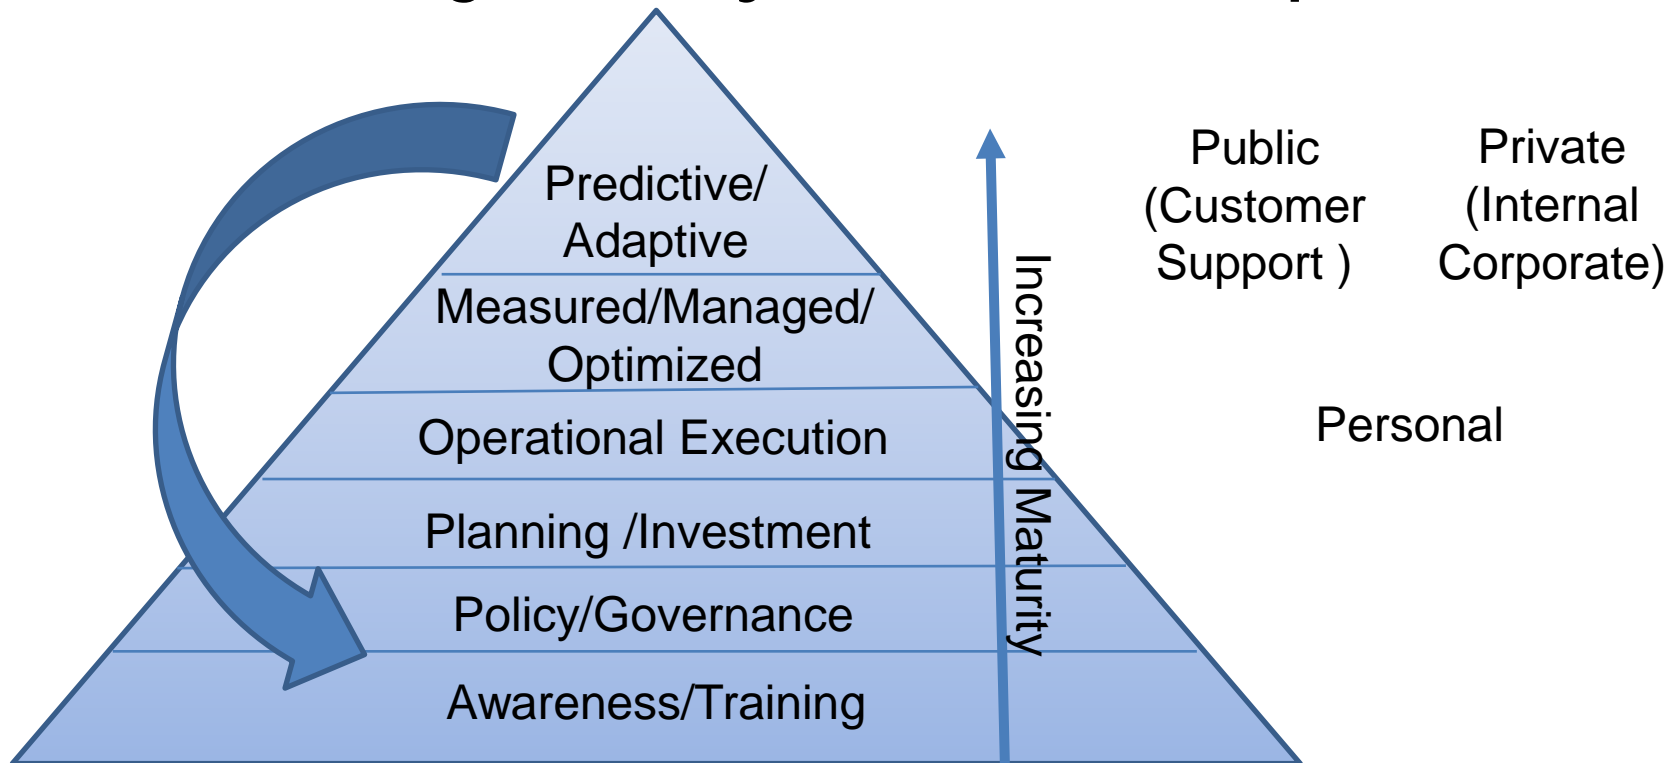 Predictive/
Adaptive
Measured/Managed/
Optimized
Operational Execution
Planning /Investment
Policy/Governance
Awareness/Training
Increasing Maturity
Public
(Customer
Support )
Private
(Internal
Corporate)
Personal